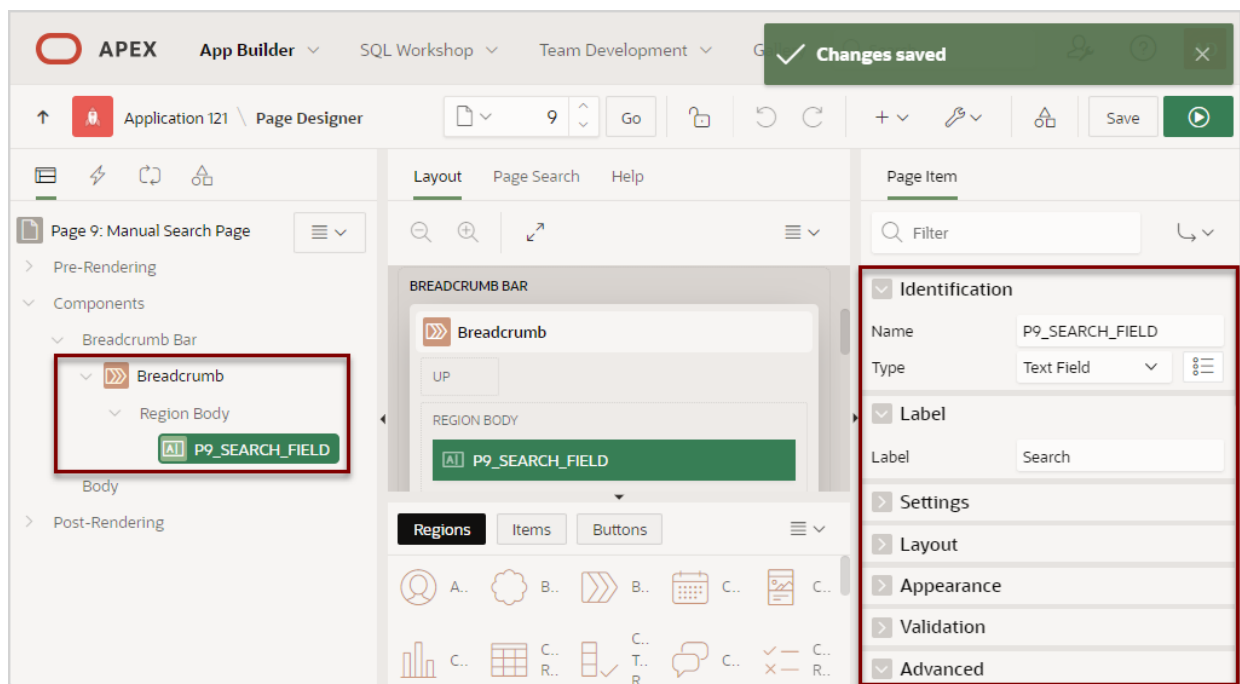 APEX App Builder SQL Workshop Team Development G
Changes saved
Application 121 \ Page Designer 9 Go Save
Layout Page Search Help
Page Item
Page 9: Manual Search Page
Filter
Pre-Rendering
Components
Breadcrumb Bar
Breadcrumb
Region Body
P9_SEARCH_FIELD
Body
Post-Rendering
BREADCRUMB BAR
Breadcrumb
UP
REGION BODY
P9_SEARCH_FIELD
Regions Items Buttons
A.. B.. B.. C.. C..
C.. C.. R.. C.. T.. R C.. C.. R..
Identification
Name P9_SEARCH_FIELD
Type Text Field
Label
Label Search
Settings
Layout
Appearance
Validation
Advanced